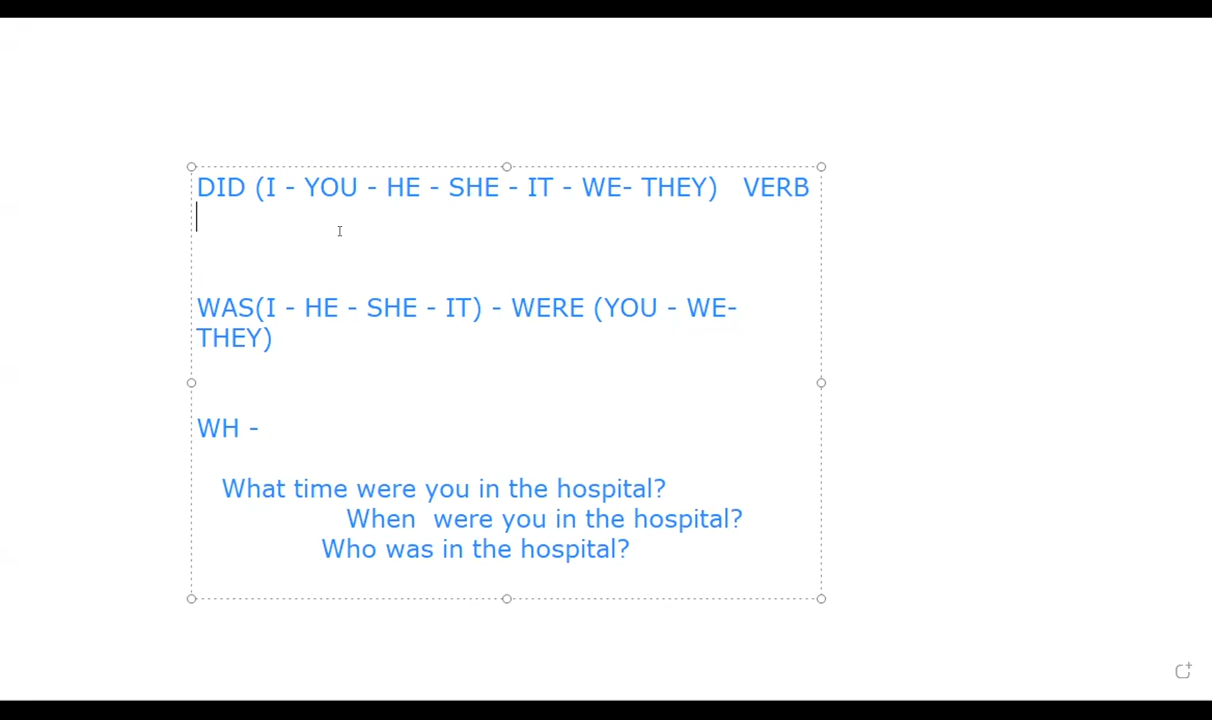 DID (I - YOU - HE - SHE - IT - WE- THEY)   VERB
WAS(I - HE - SHE - IT) - WERE (YOU - WE-
THEY)
WH -
What time were you in the hospital?
When  were you in the hospital?
Who was in the hospital?